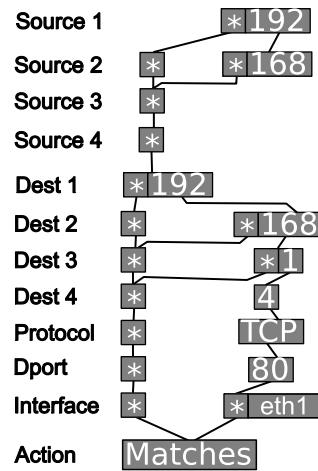 Source 1 * 192
Source 2 * * 168
Source 3 *
Source 4 *
Dest 1 * 192
Dest 2 * * 168
Dest 3 * * 1
Dest 4 * 4
Protocol * TCP
Dport * 80
Interface * * eth1
Action Matches